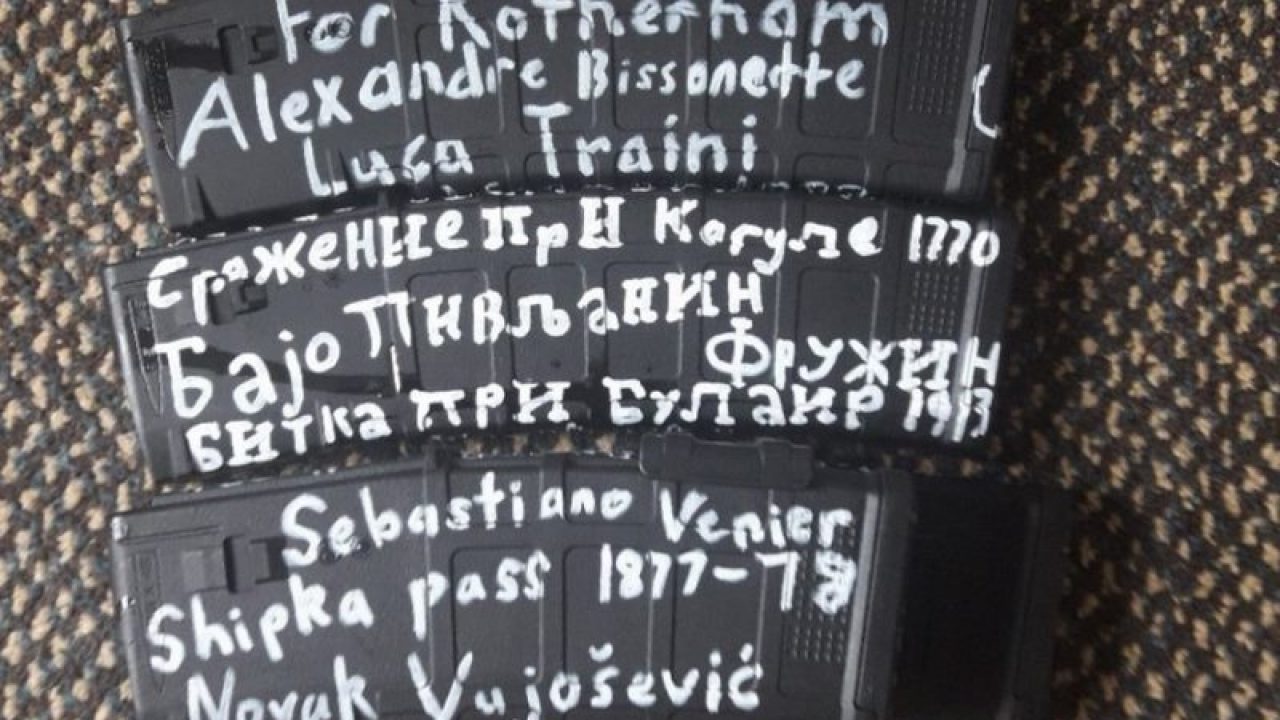 for Rotherham
Alexandre Bissonette
Luca Traini
Сражение при Кагуле 1770
Бајо Пивљанин
Фружин
Битка при Булаир 1913
Sebastiano Venier
Shipka pass 1877-78
Novak Vujošević